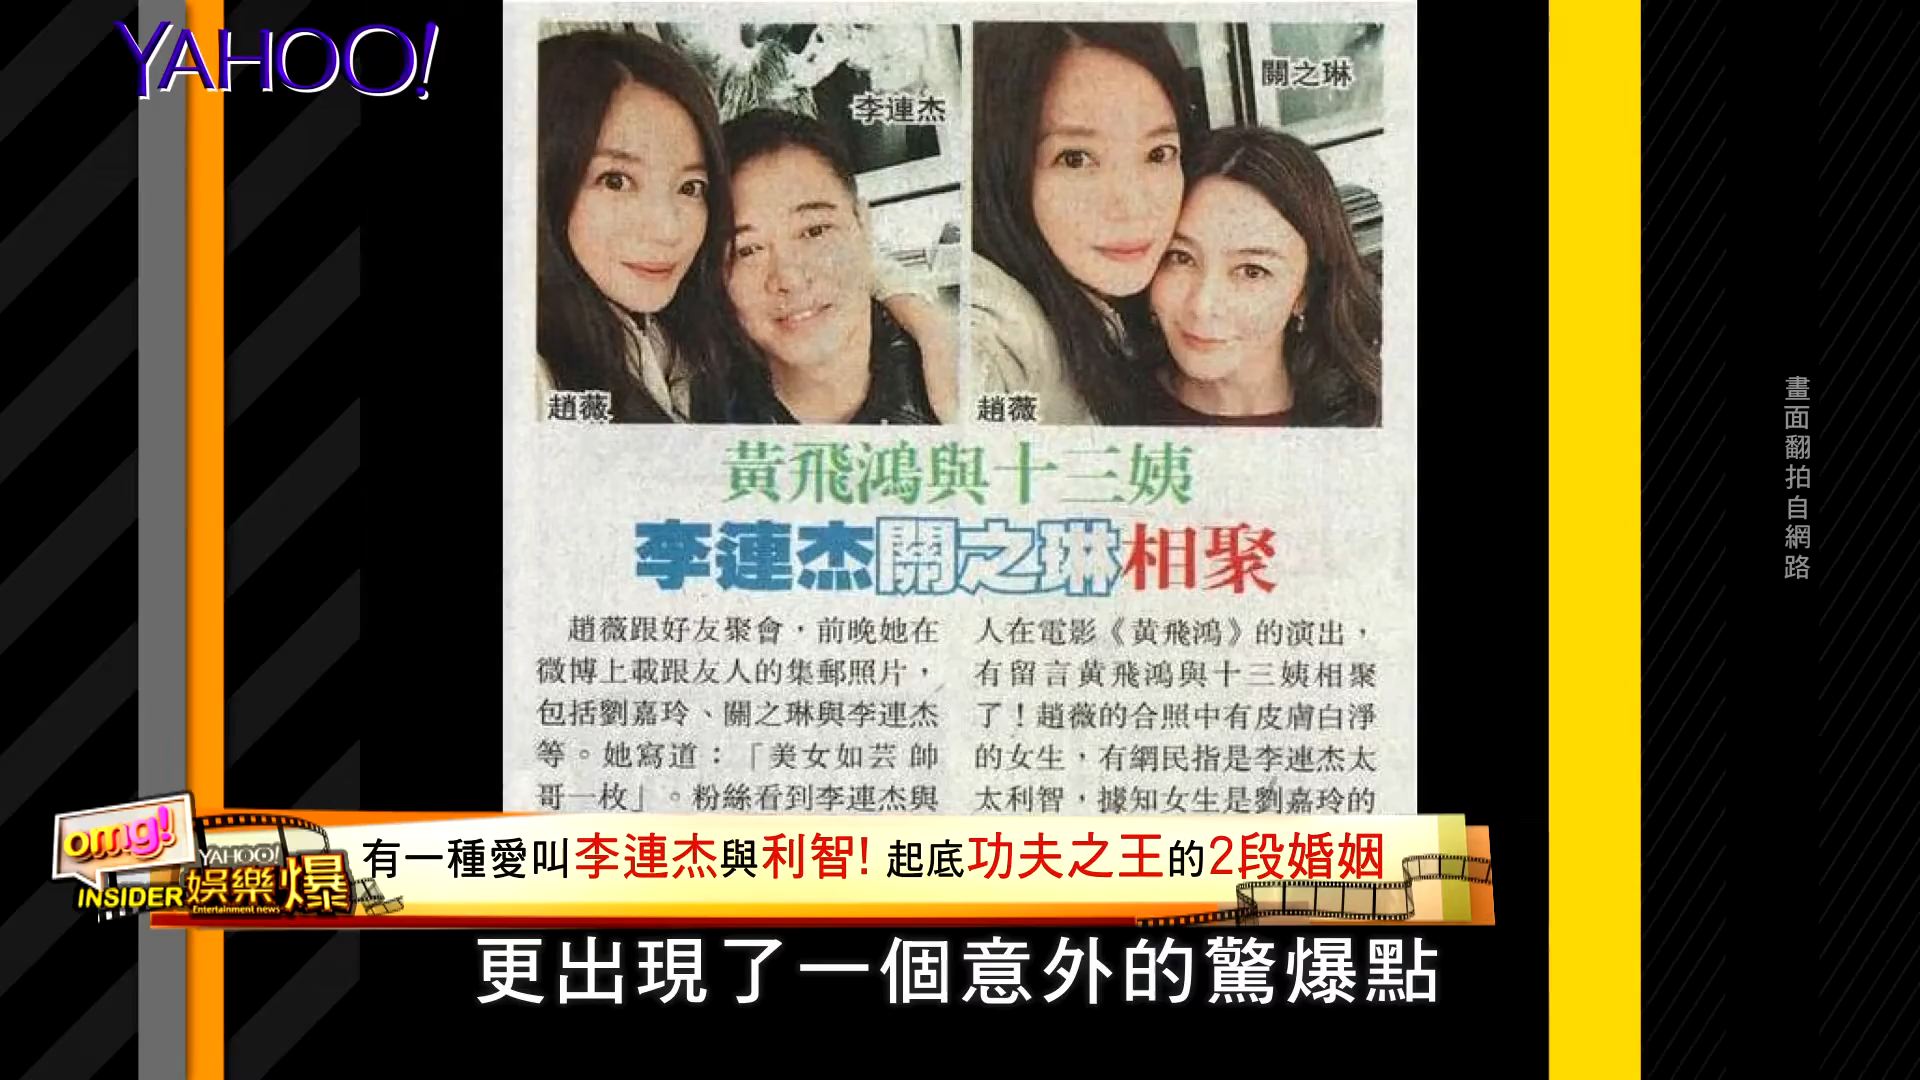 YAHOO!
李連杰
關之琳
趙薇
趙薇
黃飛鴻與十三姨
李連杰關之琳相聚
趙薇跟好友聚會，前晚她在
微博上載跟友人的集郵照片，
包括劉嘉玲、關之琳與李連杰
等。她寫道：「美女如芸 帥
哥一枚」。粉絲看到李連杰與
人在電影《黃飛鴻》的演出，
有留言黃飛鴻與十三姨相聚
了！趙薇的合照中有皮膚白淨
的女生，有網民指是李連杰太
太利智，據知女生是劉嘉玲的
畫面翻拍自網路
omg!
INSIDER
YAHOO!
娛樂爆
Entertainment news
有一種愛叫李連杰與利智! 起底功夫之王的2段婚姻
更出現了一個意外的驚爆點